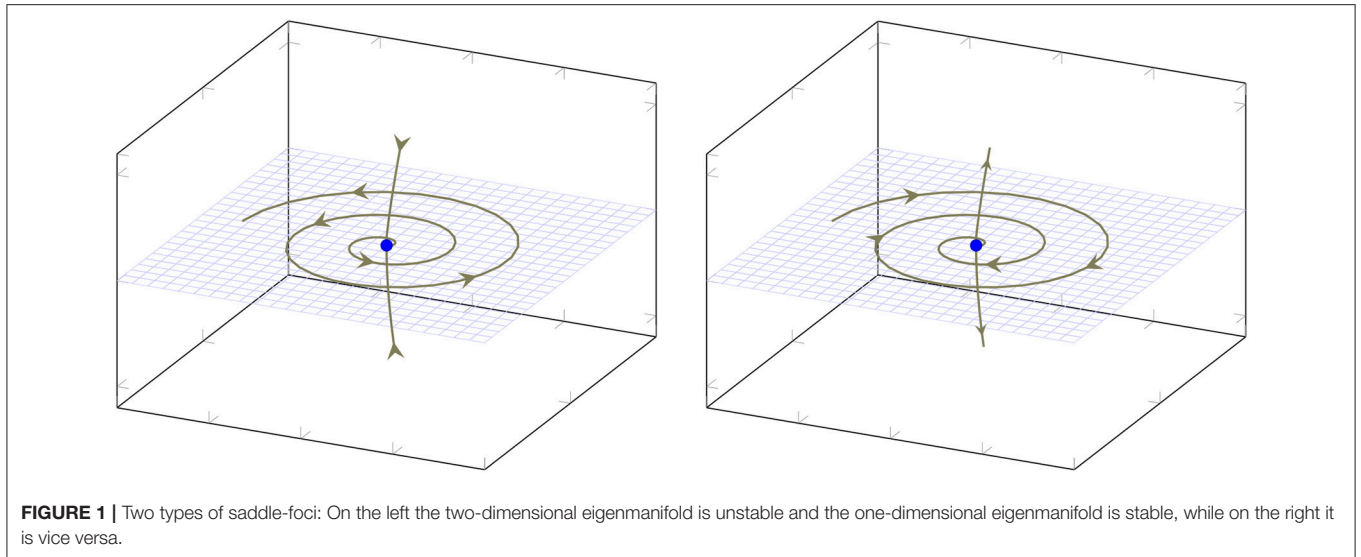 FIGURE 1 | Two types of saddle-foci: On the left the two-dimensional eigenmanifold is unstable and the one-dimensional eigenmanifold is stable, while on the right it
is vice versa.